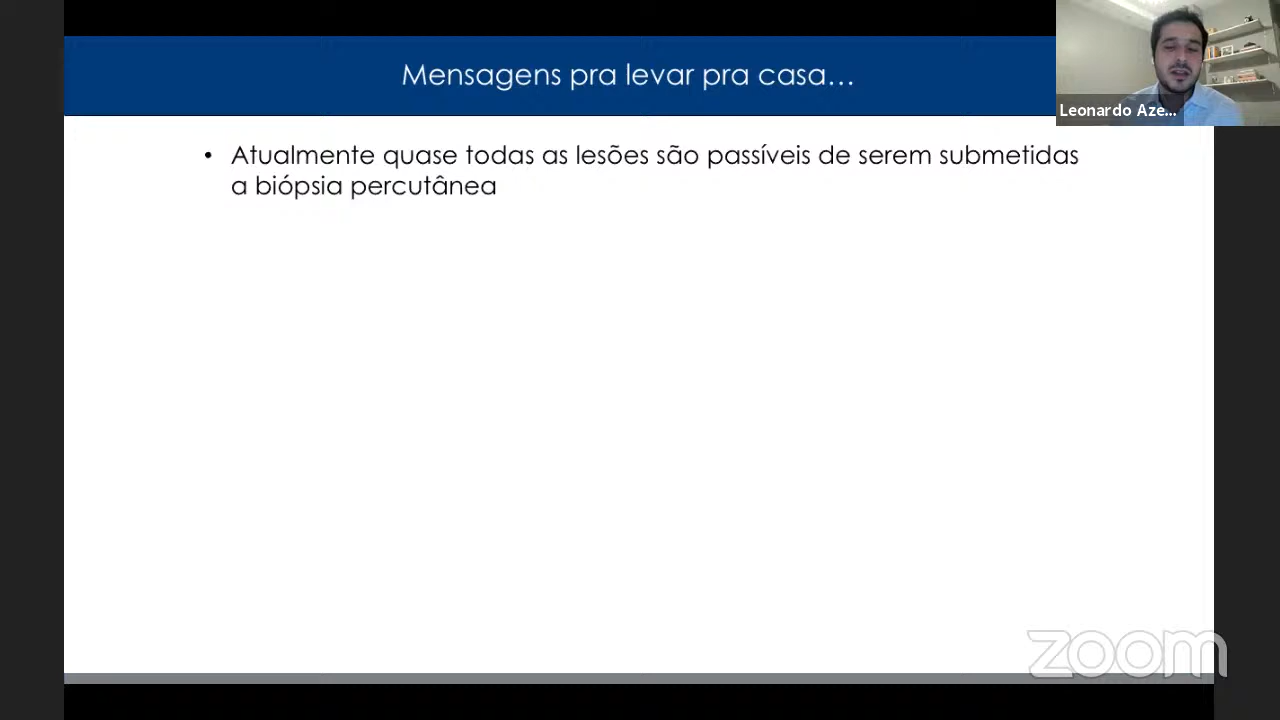 Mensagens pra levar pra casa...
Leonardo Aze...
• Atualmente quase todas as lesões são passíveis de serem submetidas
a biópsia percutânea
zoom